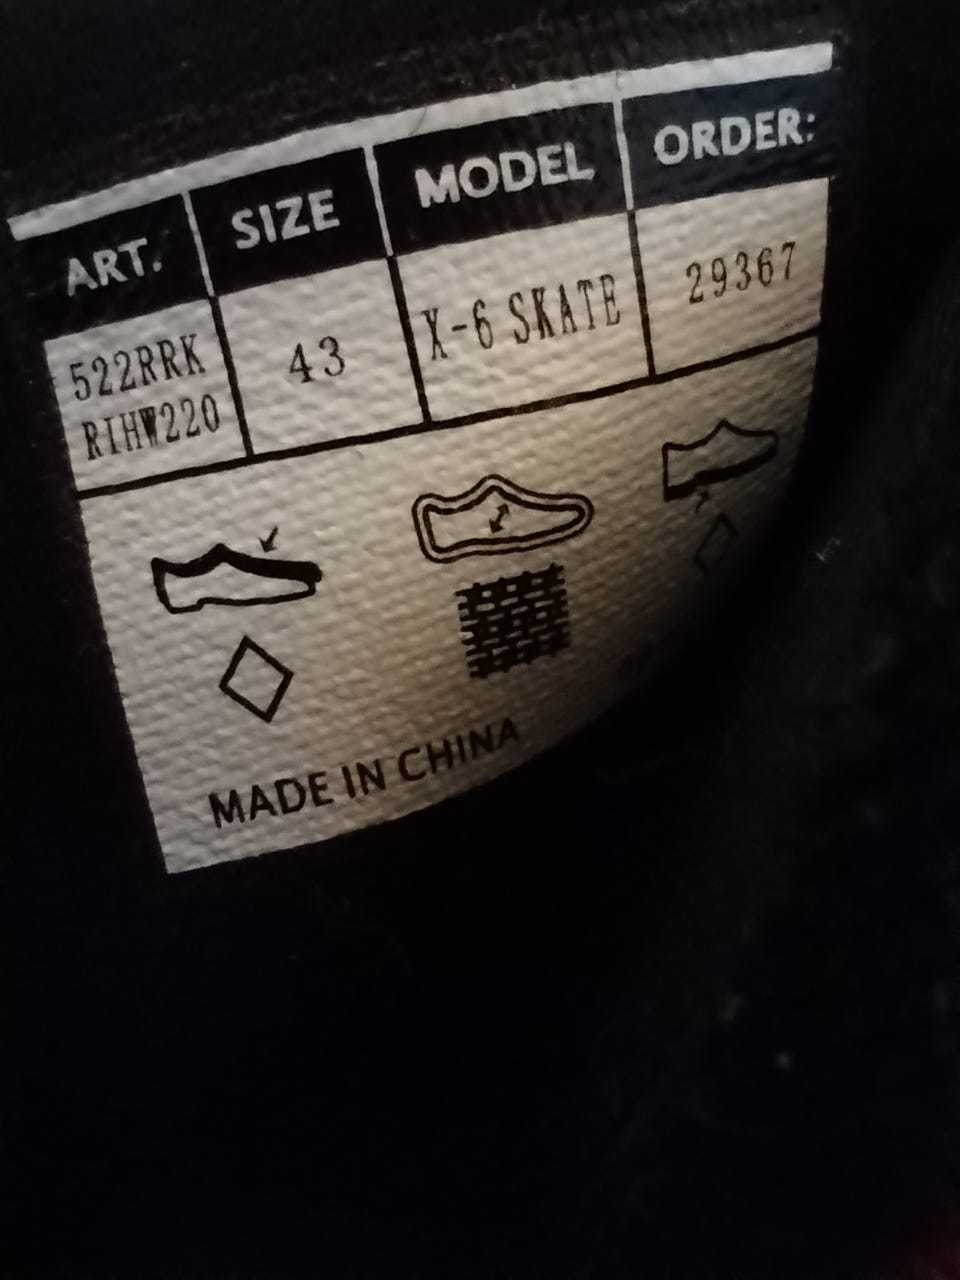 ART. SIZE MODEL ORDER:
522RRK 43 X-6 SKATE 29367
RIHW220
MADE IN CHINA